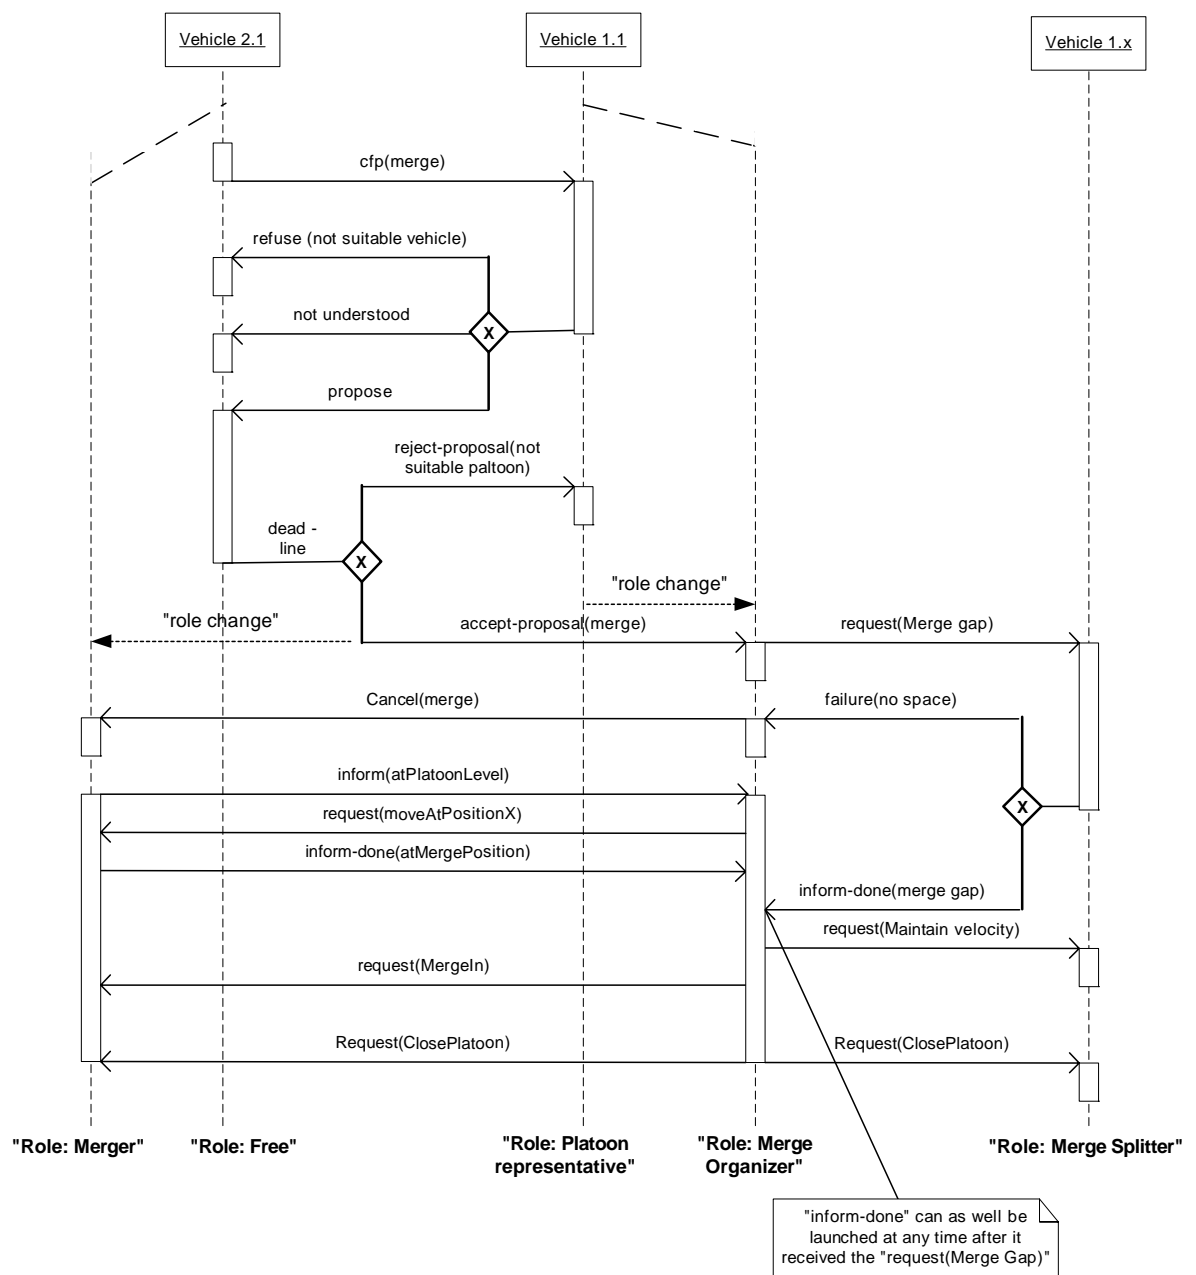 Vehicle 2.1
Vehicle 1.1
Vehicle 1.x
cfp(merge)
refuse (not suitable vehicle)
not understood
X
propose
reject-proposal(not
suitable paltoon)
dead -
line
X
"role change"
"role change"
accept-proposal(merge)
request(Merge gap)
Cancel(merge)
failure(no space)
inform(atPlatoonLevel)
X
request(moveAtPositionX)
inform-done(atMergePosition)
inform-done(merge gap)
request(Maintain velocity)
request(MergeIn)
Request(ClosePlatoon)
Request(ClosePlatoon)
"Role: Merger"
"Role: Free"
"Role: Platoon
representative"
"Role: Merge
Organizer"
"Role: Merge Splitter"
"inform-done" can as well be
launched at any time after it
received the "request(Merge Gap)"